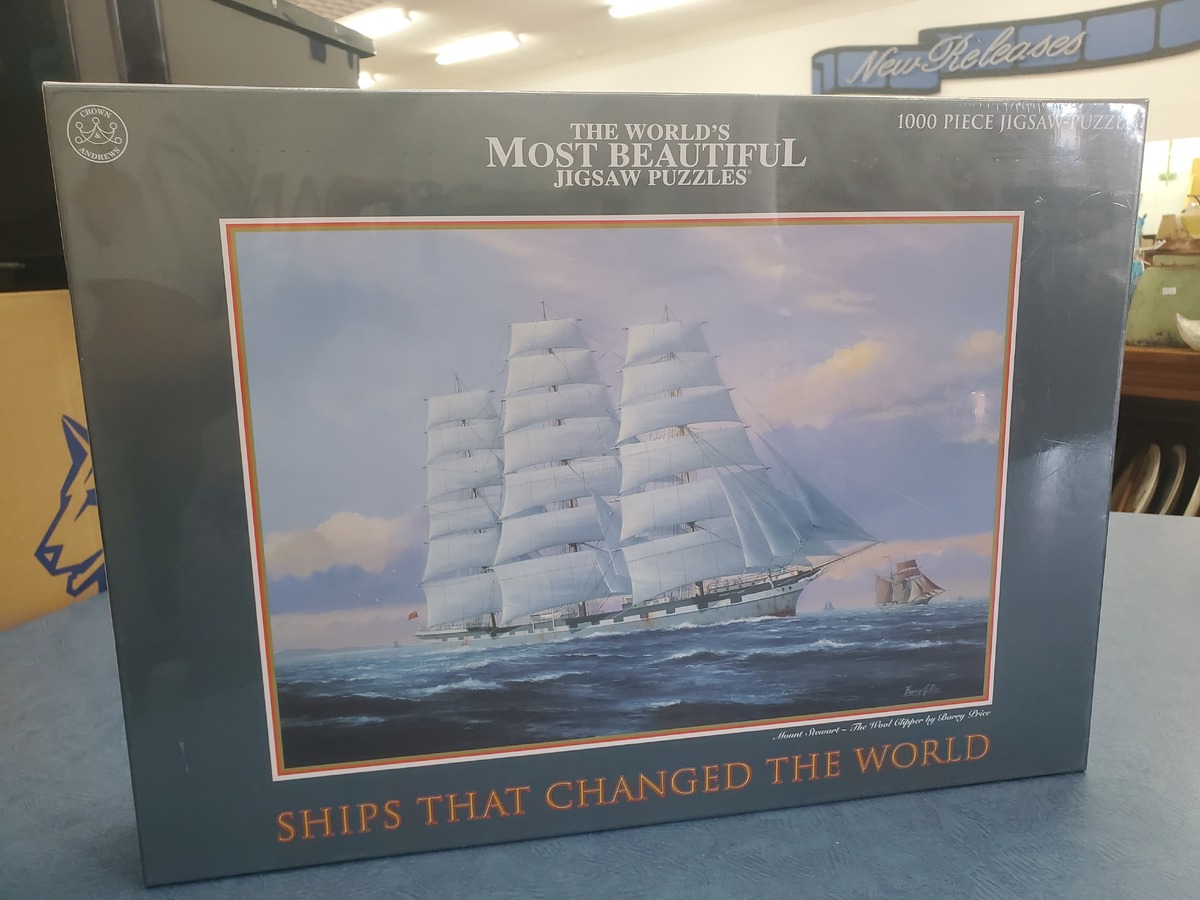 New Releases
CROWN
&
ANDREWS
THE WORLD'S
MOST BEAUTIFUL
JIGSAW PUZZLES
1000 PIECE JIGSAW PUZZLE
Mount Stewart – The Wool Clipper by Barry Price
SHIPS THAT CHANGED THE WORLD